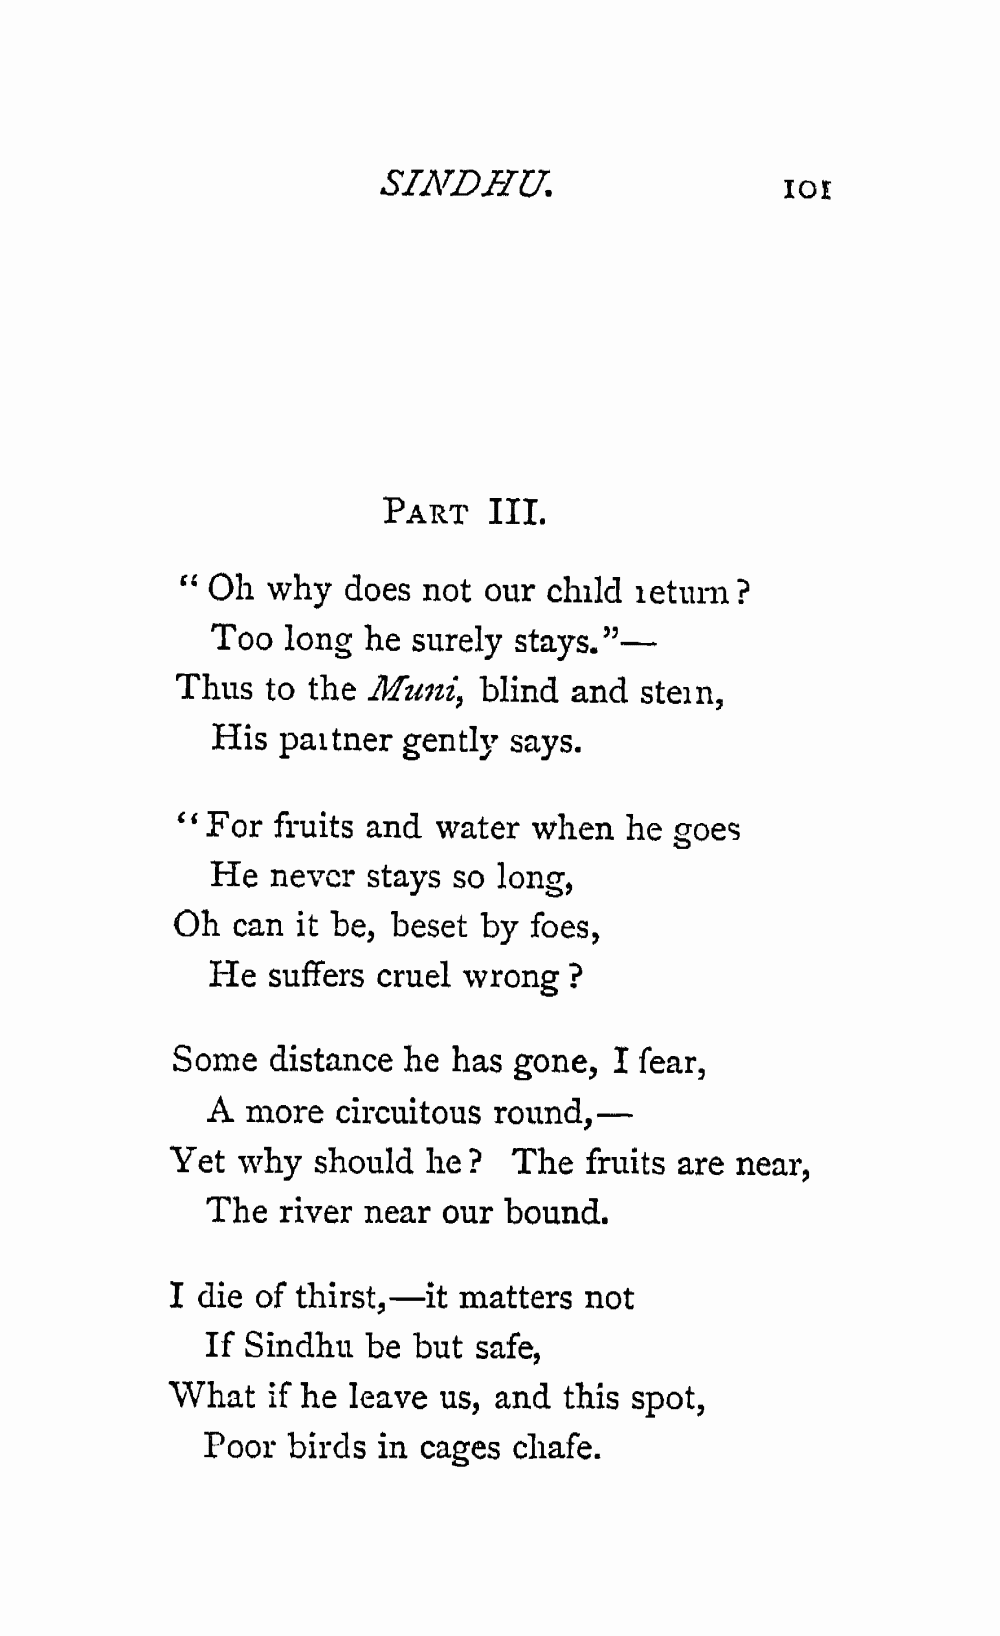 SINDHU. 101
PART III.
“Oh why does not our child return?
Too long he surely stays.”—
Thus to the Muni, blind and stern,
His partner gently says.
“For fruits and water when he goes
He never stays so long,
Oh can it be, beset by foes,
He suffers cruel wrong?
Some distance he has gone, I fear,
A more circuitous round,—
Yet why should he? The fruits are near,
The river near our bound.
I die of thirst,—it matters not
If Sindhu be but safe,
What if he leave us, and this spot,
Poor birds in cages chafe.